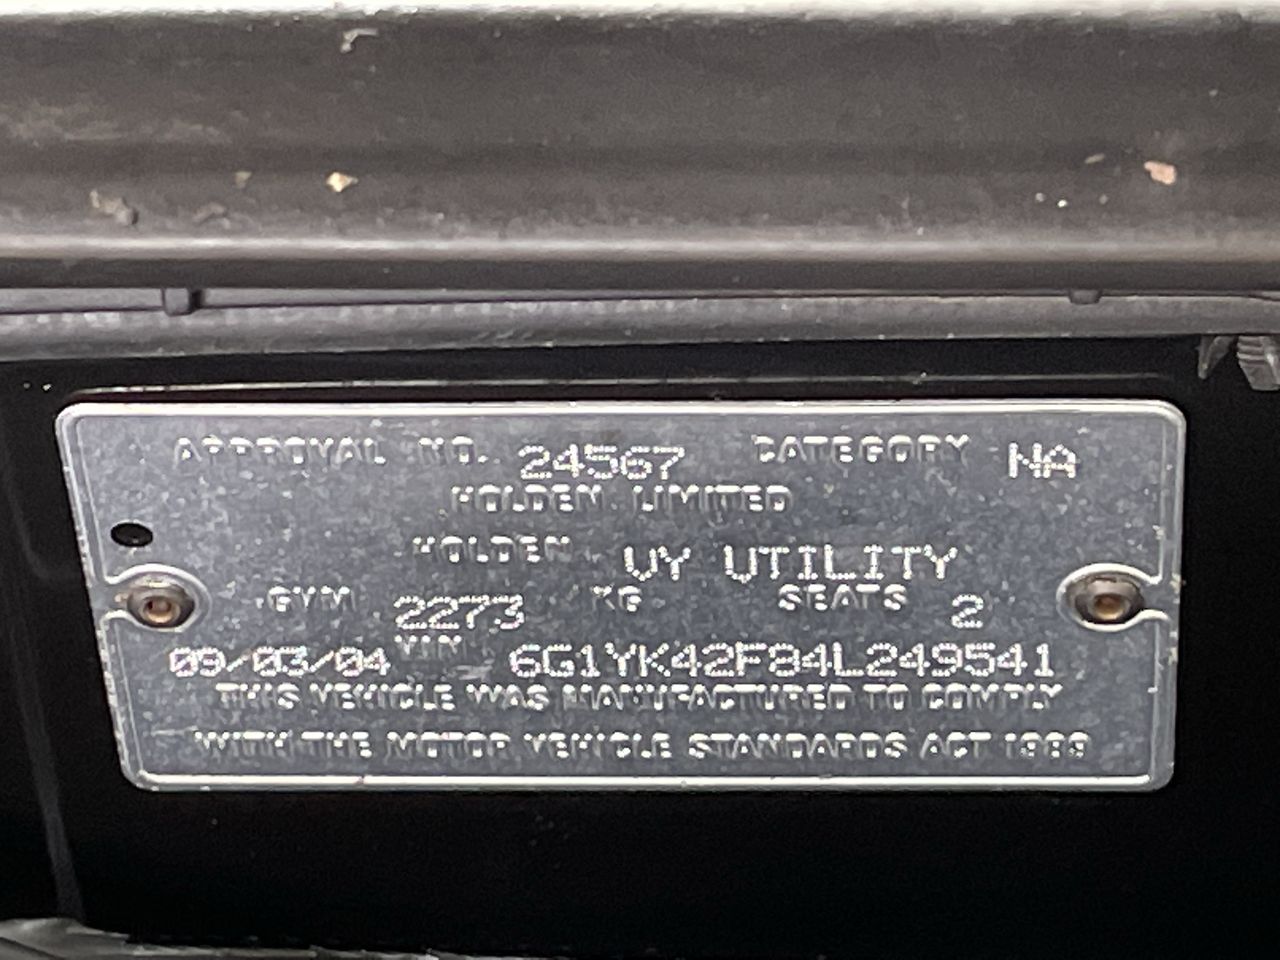 APPROVAL NO. 24567 CATEGORY NA
HOLDEN LIMITED
HOLDEN VY UTILITY
GVM 2273 KG SEATS 2
09/03/04 VIN 6G1YK42F84L249541
THIS VEHICLE WAS MANUFACTURED TO COMPLY
WITH THE MOTOR VEHICLE STANDARDS ACT 1989